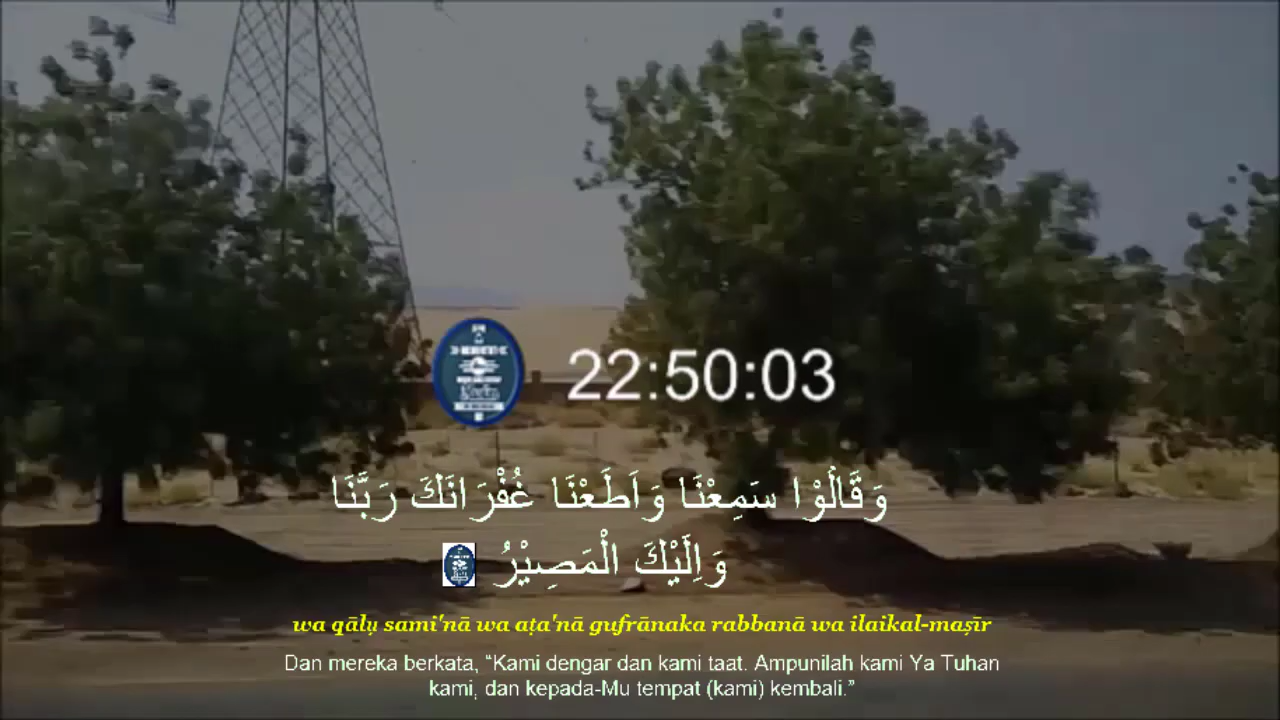 22:50:03
وَقَالُوْا سَمِعْنَا وَاَطَعْنَا غُفْرَانَكَ رَبَّنَا
وَاِلَيْكَ الْمَصِيْرُ
wa qālụ sami'nā wa aṭa'nā gufrānaka rabbanā wa ilaikal-maṣīr
Dan mereka berkata, “Kami dengar dan kami taat. Ampunilah kami Ya Tuhan
kami, dan kepada-Mu tempat (kami) kembali.”